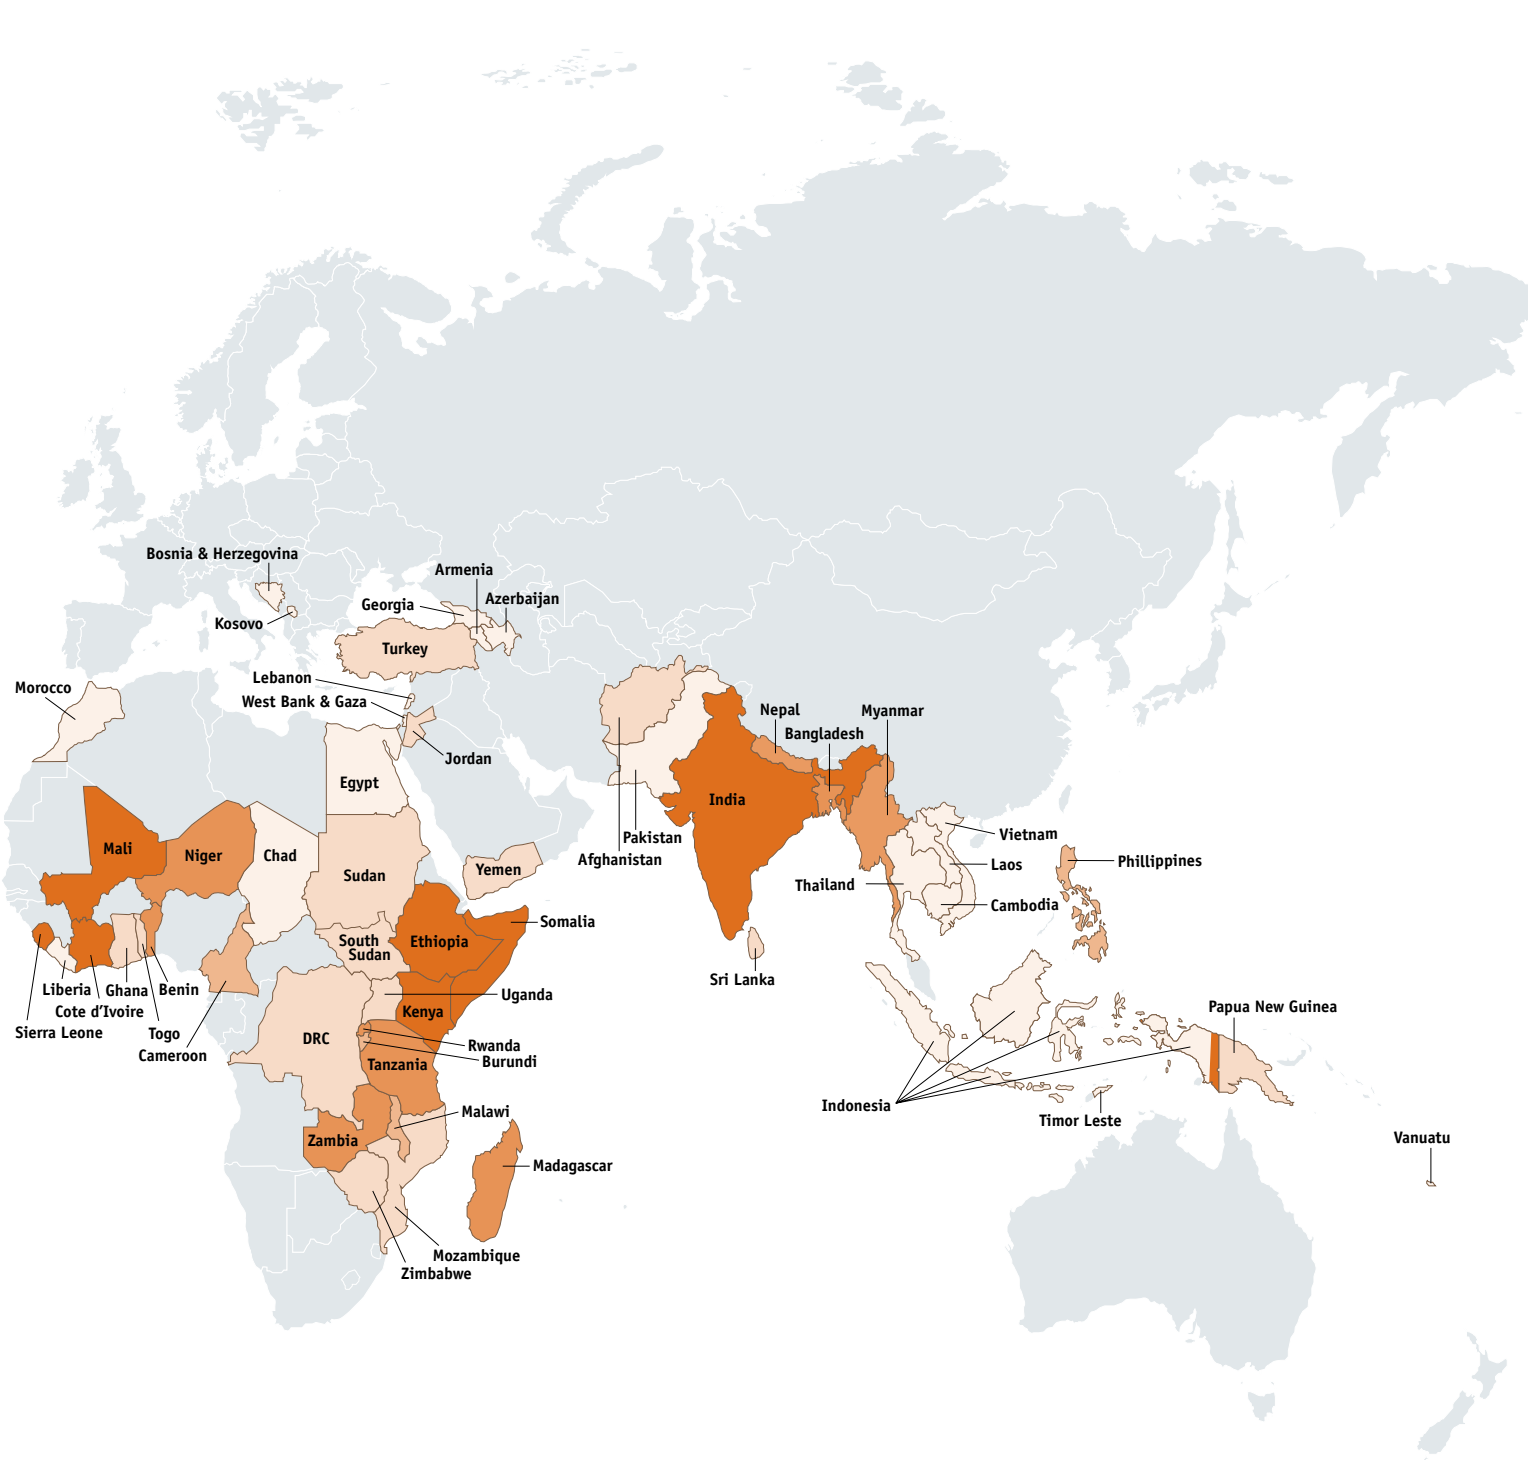 Bosnia & Herzegovina
Armenia
Azerbaijan
Georgia
Kosovo
Turkey
Lebanon
Morocco
West Bank & Gaza
Nepal
Myanmar
Bangladesh
Jordan
Egypt
India
Vietnam
Pakistan
Mali
Niger
Chad
Afghanistan
Phillippines
Laos
Sudan
Yemen
Thailand
Cambodia
Somalia
South
Sudan
Ethiopia
Sri Lanka
Liberia
Ghana
Benin
Uganda
Cote d'Ivoire
Kenya
Papua New Guinea
Sierra Leone
Togo
DRC
Rwanda
Cameroon
Burundi
Tanzania
Indonesia
Malawi
Timor Leste
Zambia
Vanuatu
Madagascar
Mozambique
Zimbabwe